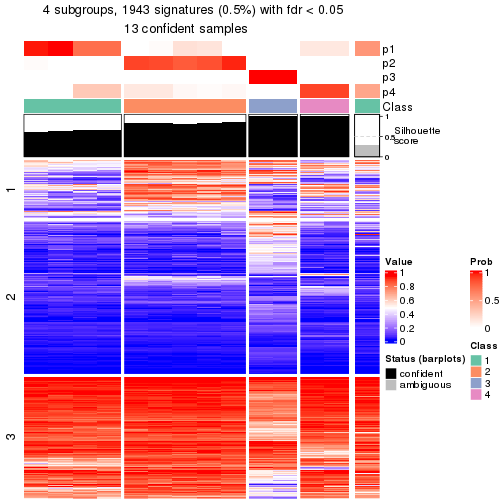 4 subgroups, 1943 signatures (0.5%) with fdr < 0.05
13 confident samples
p1
p2
p3
p4
Class
1
0.5
0
Silhouette
score
1
2
3
Value
1
0.8
0.6
0.4
0.2
0
Status (barplots)
confident
ambiguous
Prob
1
0.5
0
Class
1
2
3
4